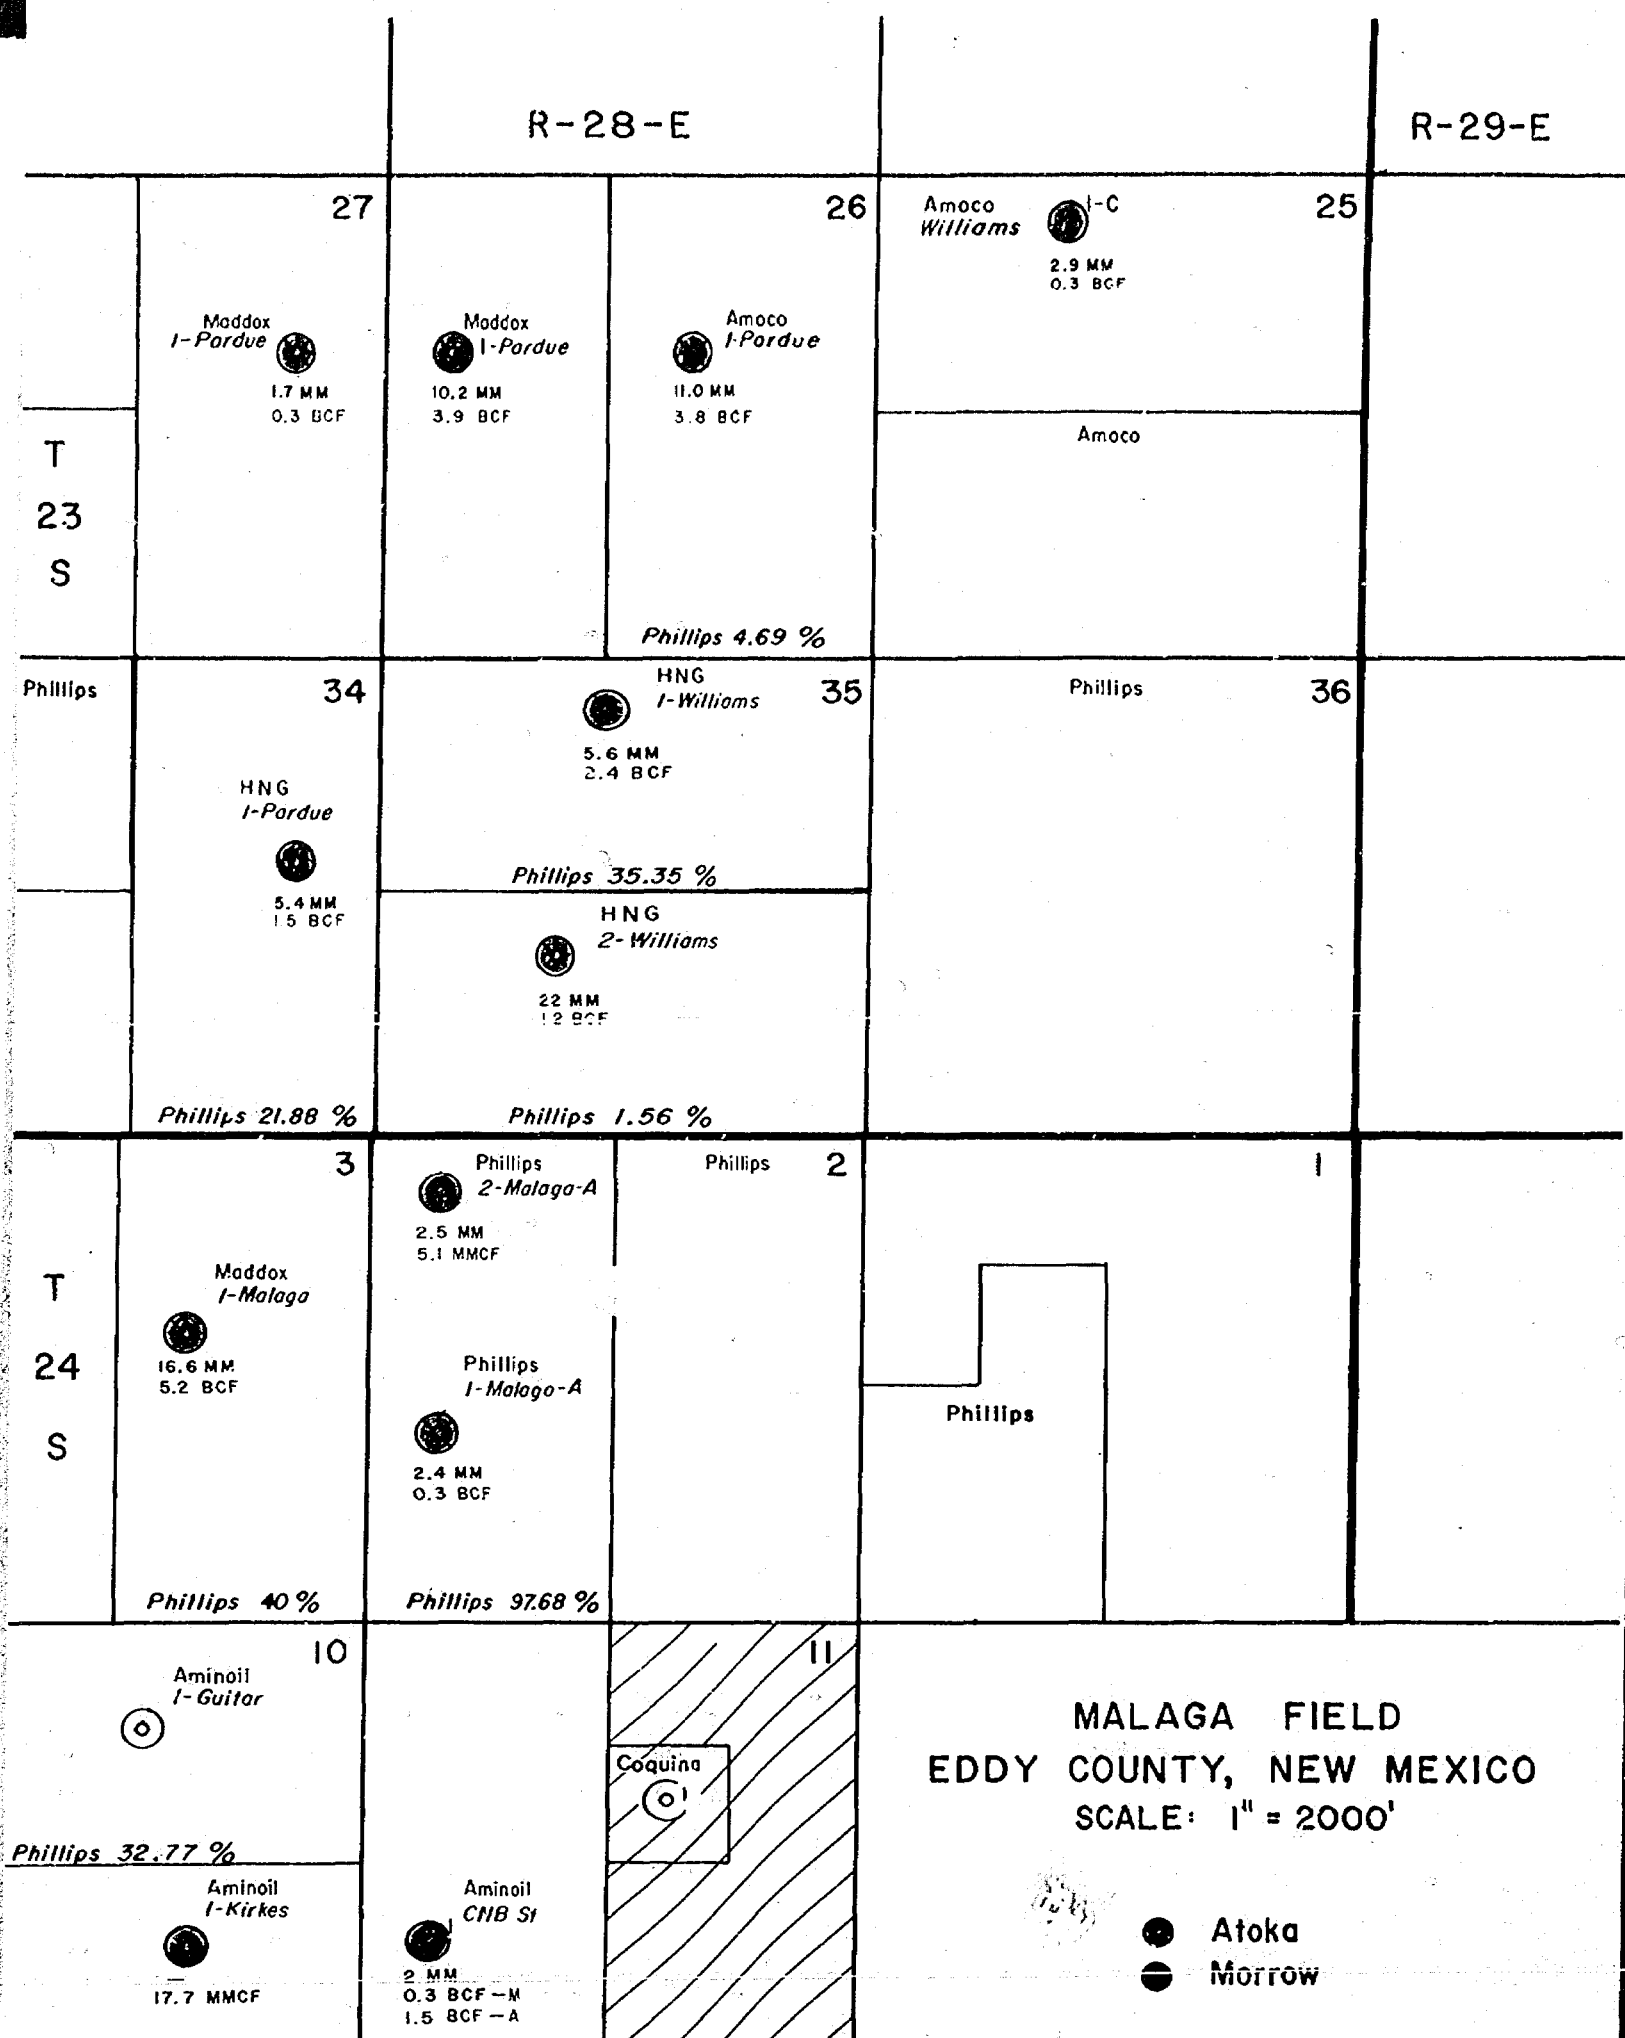 R-28-E
R-29-E
27
26
25
Amoco
Williams
1-C
2.9 MM
0.3 BCF
Maddox
1-Pardue
1.7 MM
0.3 BCF
Maddox
1-Pardue
10.2 MM
3.9 BCF
Amoco
1-Pardue
11.0 MM
3.8 BCF
Amoco
T
23
S
Phillips 4.69 %
Phillips
34
HNG
1-Williams
35
Phillips
36
5.6 MM
2.4 BCF
HNG
1-Pardue
5.4 MM
1.5 BCF
Phillips 35.35 %
HNG
2-Williams
22 MM
12 BCF
Phillips 21.88 %
Phillips 1.56 %
3
Phillips
2-Malaga-A
2.5 MM
5.1 MMCF
Phillips
2
1
T
24
S
Maddox
1-Malaga
16.6 MM
5.2 BCF
Phillips
1-Malaga-A
2.4 MM
0.3 BCF
Phillips
Phillips 40 %
Phillips 97.68 %
10
11
Aminoil
1-Guitar
Coquina
1
Phillips 32.77 %
Aminoil
1-Kirkes
17.7 MMCF
Aminoil
CNB St
2 MM
0.3 BCF-M
1.5 BCF-A
MALAGA FIELD
EDDY COUNTY, NEW MEXICO
SCALE: 1" = 2000'
Atoka
Morrow